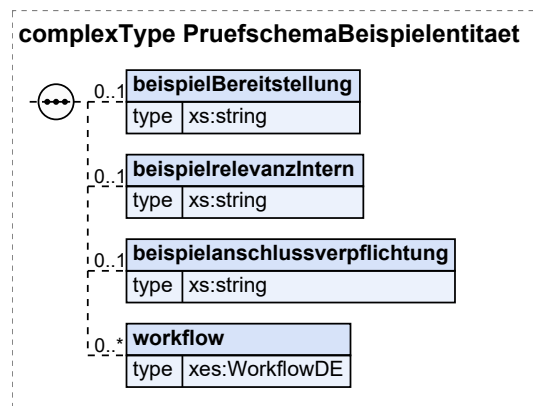 complexType PruefschemaBeispielentitaet
0..1 beispielBereitstellung
type xs:string
0..1 beispielrelevanzIntern
type xs:string
0..1 beispielanschlussverpflichtung
type xs:string
0..* workflow
type xes:WorkflowDE